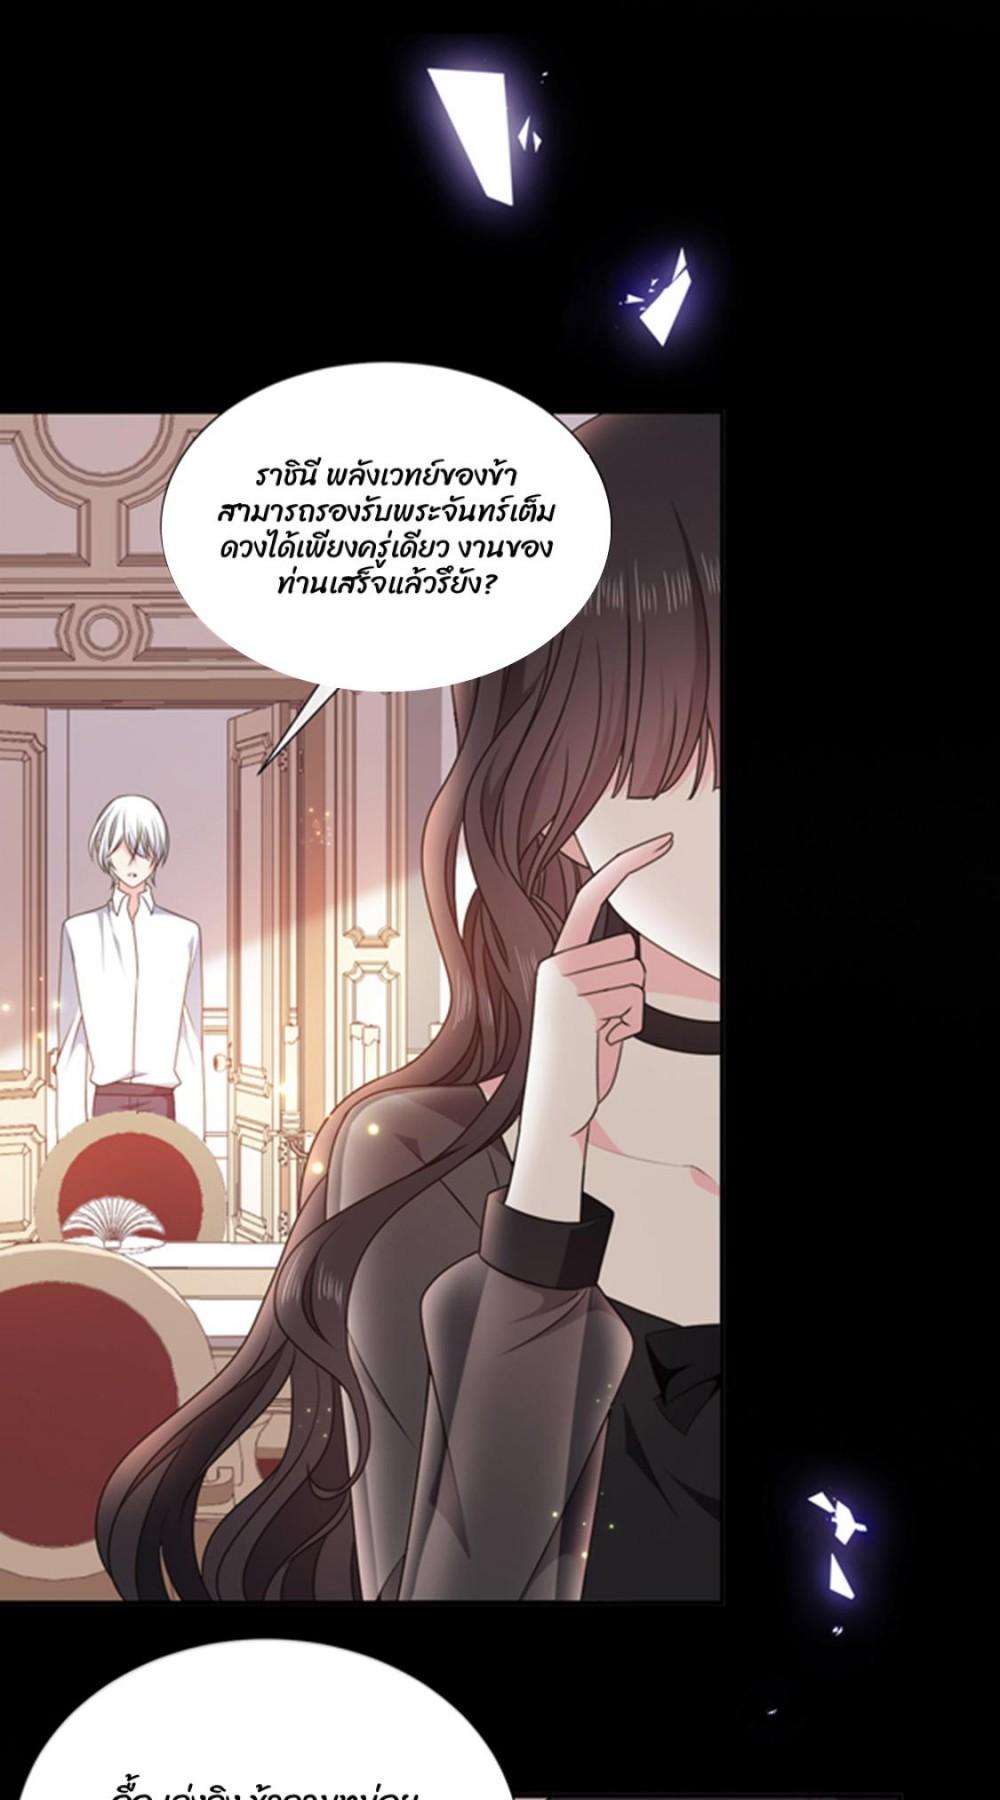 ราชินี พลังเวทย์ของข้า
สามารถรองรับพระจันทร์เต็ม
ดวงได้เพียงครู่เดียว งานของ
ท่านเสร็จแล้วรึยัง?